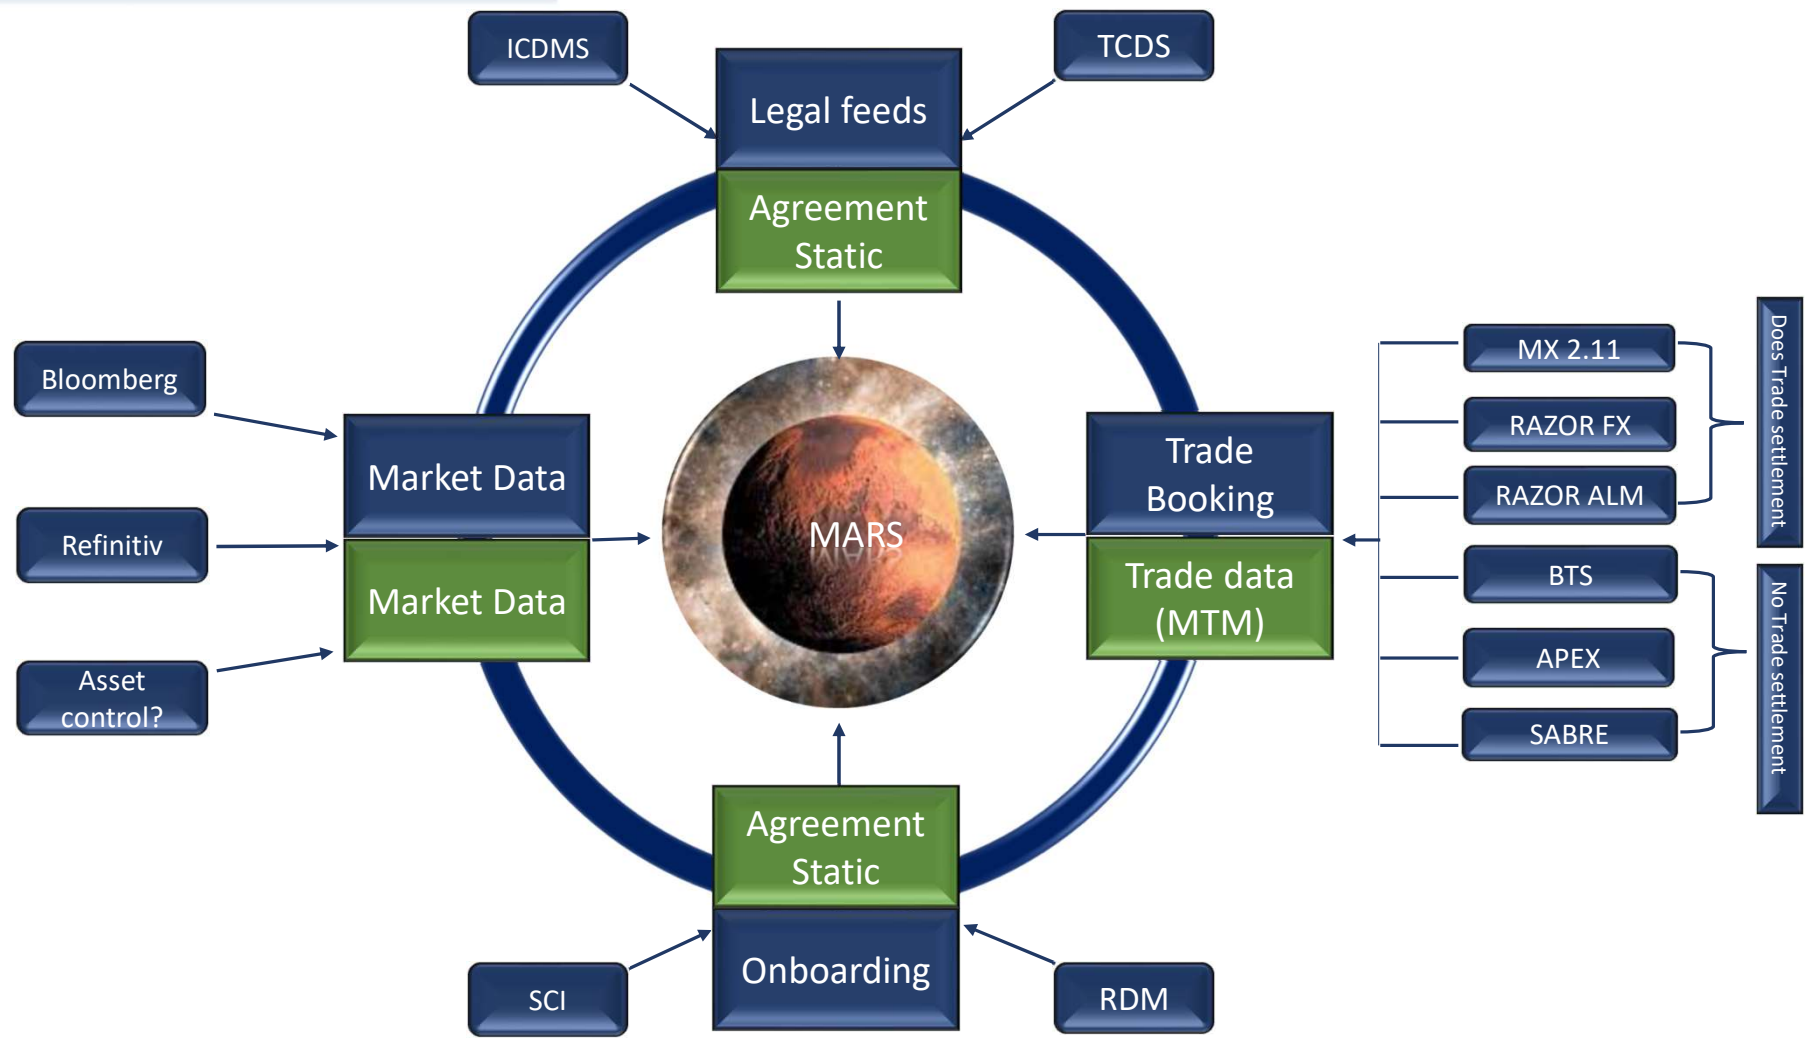 ICDMS
TCDS
Legal feeds
Agreement
Static
Bloomberg
Refinitiv
Asset
control?
Market Data
Market Data
MARS
Trade
Booking
Trade data
(MTM)
MX 2.11
RAZOR FX
RAZOR ALM
BTS
APEX
SABRE
Does Trade settlement
No Trade settlement
Agreement
Static
Onboarding
SCI
RDM